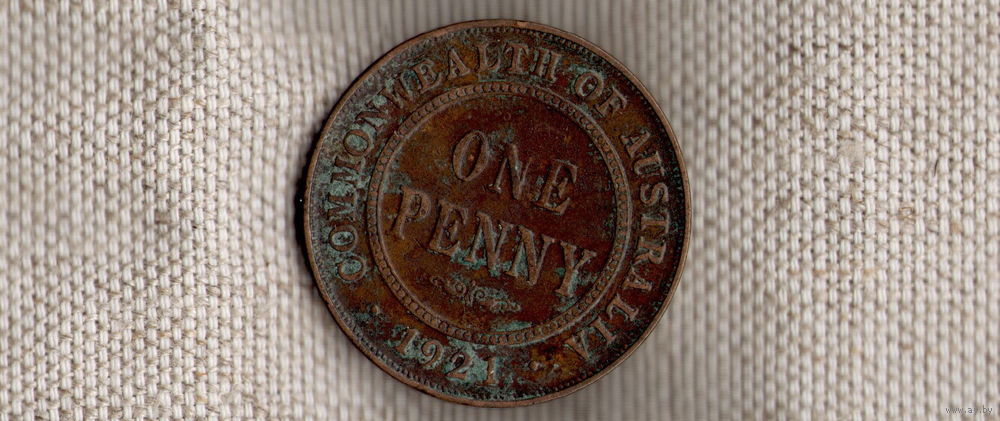 COMMONWEALTH OF AUSTRALIA
ONE
PENNY
1921
www.ay.by